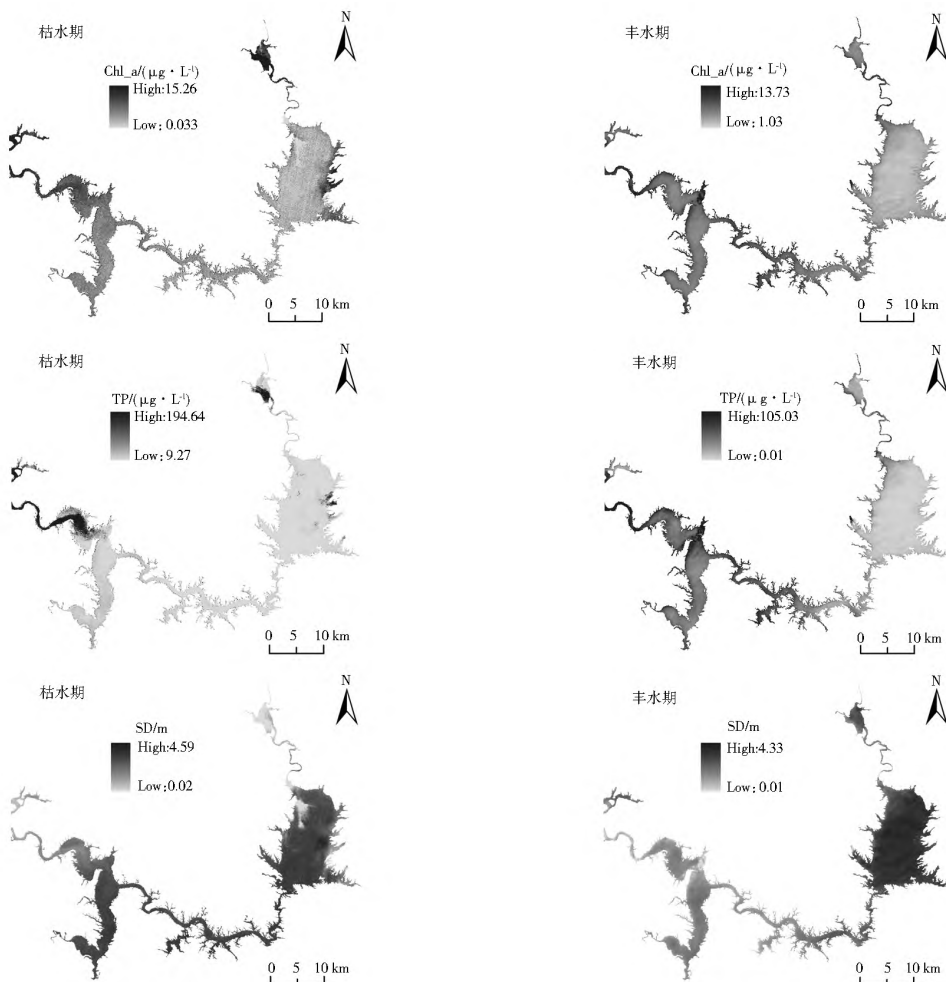 枯水期
N
Chl_a/(μg·L⁻¹)
High:15.26
Low:0.033
0 5 10 km
丰水期
N
Chl_a/(μg·L⁻¹)
High:13.73
Low:1.03
0 5 10 km
枯水期
N
TP/(μg·L⁻¹)
High:194.64
Low:9.27
0 5 10 km
丰水期
N
TP/(μg·L⁻¹)
High:105.03
Low:0.01
0 5 10 km
枯水期
N
SD/m
High:4.59
Low:0.02
0 5 10 km
丰水期
N
SD/m
High:4.33
Low:0.01
0 5 10 km